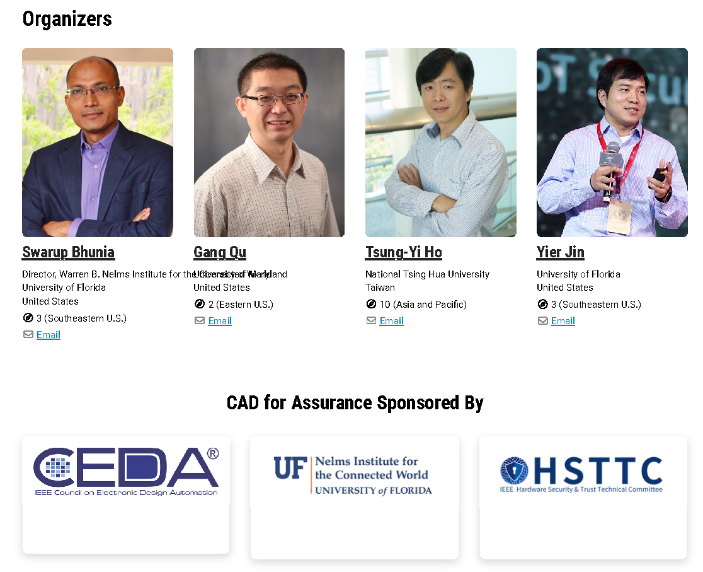 Organizers
Swarup Bhunia
Director, Warren B. Nelms Institute for the Connected World
University of Florida
United States
3 (Southeastern U.S.)
Email
Gang Qu
University of Maryland
United States
2 (Eastern U.S.)
Email
Tsung-Yi Ho
National Tsing Hua University
Taiwan
10 (Asia and Pacific)
Email
Yier Jin
University of Florida
United States
3 (Southeastern U.S.)
Email
CAD for Assurance Sponsored By
CEDA®
IEEE Council on Electronic Design Automation
UF
Nelms Institute for
the Connected World
UNIVERSITY of FLORIDA
HSTTC
IEEE Hardware Security & Trust Technical Committee